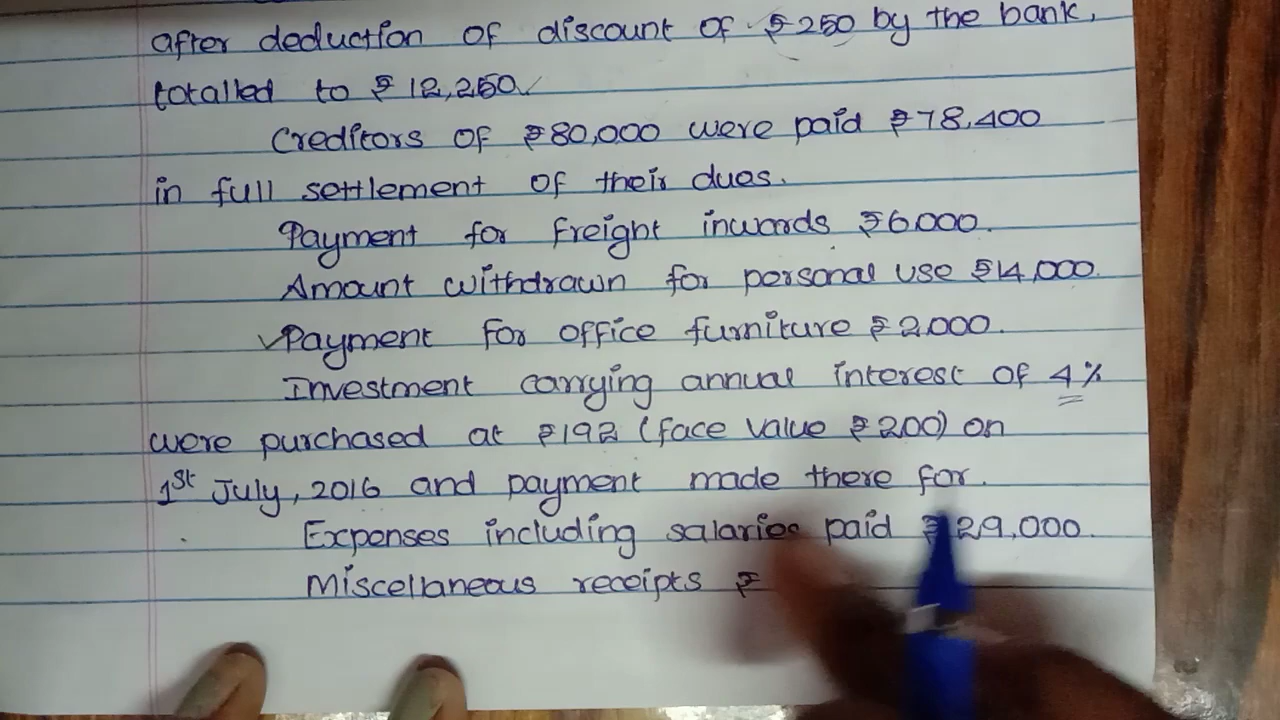 after deduction of discount of ₹250 by the bank,
totalled to ₹12,250
Creditors of ₹80,000 were paid ₹78,400
in full settlement of their dues.
Payment for freight inwards ₹6000.
Amount withdrawn for personal use ₹14,000.
Payment for office furniture ₹2,000.
Investment carrying annual interest of 4%
were purchased at ₹192 (face value ₹200) on
1st July, 2016 and payment made there for.
Expenses including salaries paid ₹29,000.
Miscellaneous receipts ₹